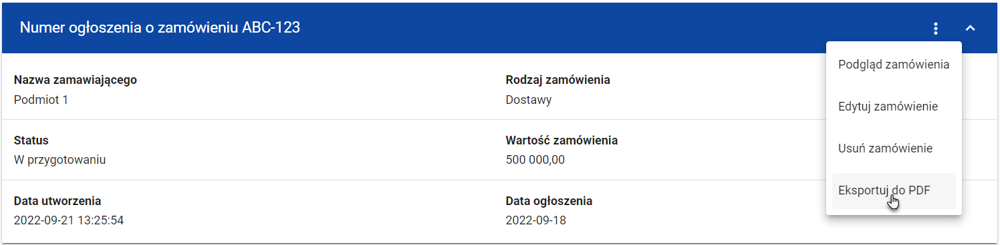 Numer ogłoszenia o zamówieniu ABC-123
Podgląd zamówienia
Edytuj zamówienie
Usuń zamówienie
Eksportuj do PDF
Nazwa zamawiającego
Podmiot 1
Rodzaj zamówienia
Dostawy
Status
W przygotowaniu
Wartość zamówienia
500 000,00
Data utworzenia
2022-09-21 13:25:54
Data ogłoszenia
2022-09-18